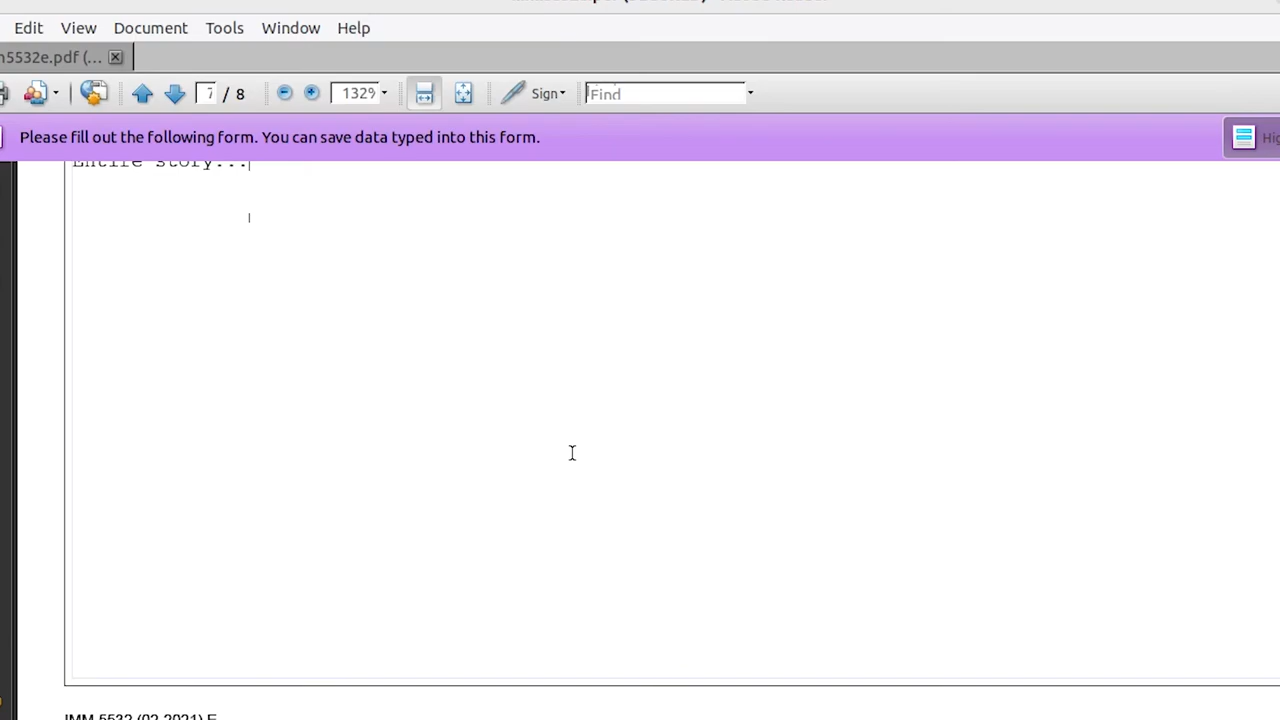 Edit View Document Tools Window Help
m5532e.pdf (...
7 / 8 132% Sign Find
Please fill out the following form. You can save data typed into this form.
Entire story...
IMM 5532 (02-2021) E